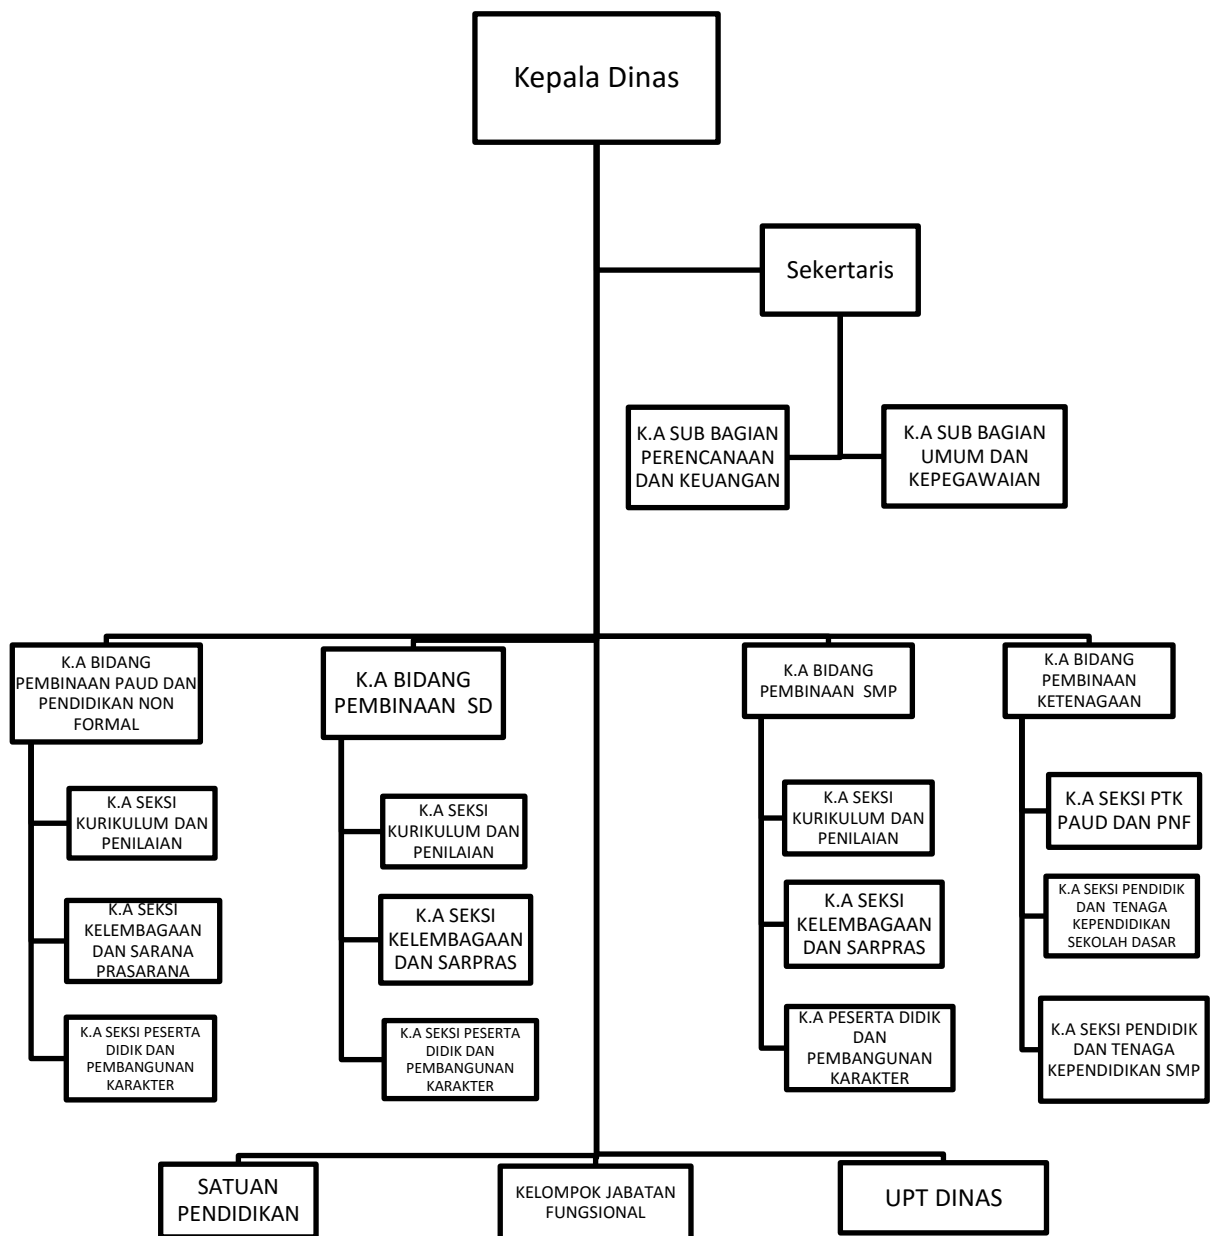 Kepala Dinas
Sekertaris
K.A SUB BAGIAN
PERENCANAAN
DAN KEUANGAN
K.A SUB BAGIAN
UMUM DAN
KEPEGAWAIAN
K.A BIDANG
PEMBINAAN PAUD DAN
PENDIDIKAN NON
FORMAL
K.A SEKSI
KURIKULUM DAN
PENILAIAN
K.A SEKSI
KELEMBAGAAN
DAN SARANA
PRASARANA
K.A SEKSI PESERTA
DIDIK DAN
PEMBANGUNAN
KARAKTER
K.A BIDANG
PEMBINAAN SD
K.A SEKSI
KURIKULUM DAN
PENILAIAN
K.A SEKSI
KELEMBAGAAN
DAN SARPRAS
K.A SEKSI PESERTA
DIDIK DAN
PEMBANGUNAN
KARAKTER
K.A BIDANG
PEMBINAAN SMP
K.A SEKSI
KURIKULUM DAN
PENILAIAN
K.A SEKSI
KELEMBAGAAN
DAN SARPRAS
K.A PESERTA DIDIK
DAN
PEMBANGUNAN
KARAKTER
K.A BIDANG
PEMBINAAN
KETENAGAAN
K.A SEKSI PTK
PAUD DAN PNF
K.A SEKSI PENDIDIK
DAN TENAGA
KEPENDIDIKAN
SEKOLAH DASAR
K.A SEKSI PENDIDIK
DAN TENAGA
KEPENDIDIKAN SMP
SATUAN
PENDIDIKAN
KELOMPOK JABATAN
FUNGSIONAL
UPT DINAS